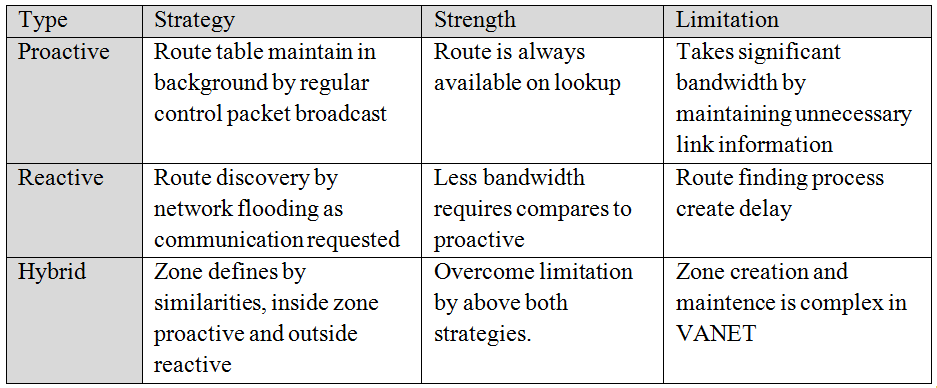 Type Strategy Strength Limitation
Proactive Route table maintain in Route is always Takes significant
background by regular available on lookup bandwidth by
control packet broadcast maintaining unnecessary
link information
Reactive Route discovery by Less bandwidth Route finding process
network flooding as requires compares to create delay
communication requested proactive
Hybrid Zone defines by Overcome limitation Zone creation and
similarities, inside zone by above both maintence is complex in
proactive and outside strategies. VANET
reactive